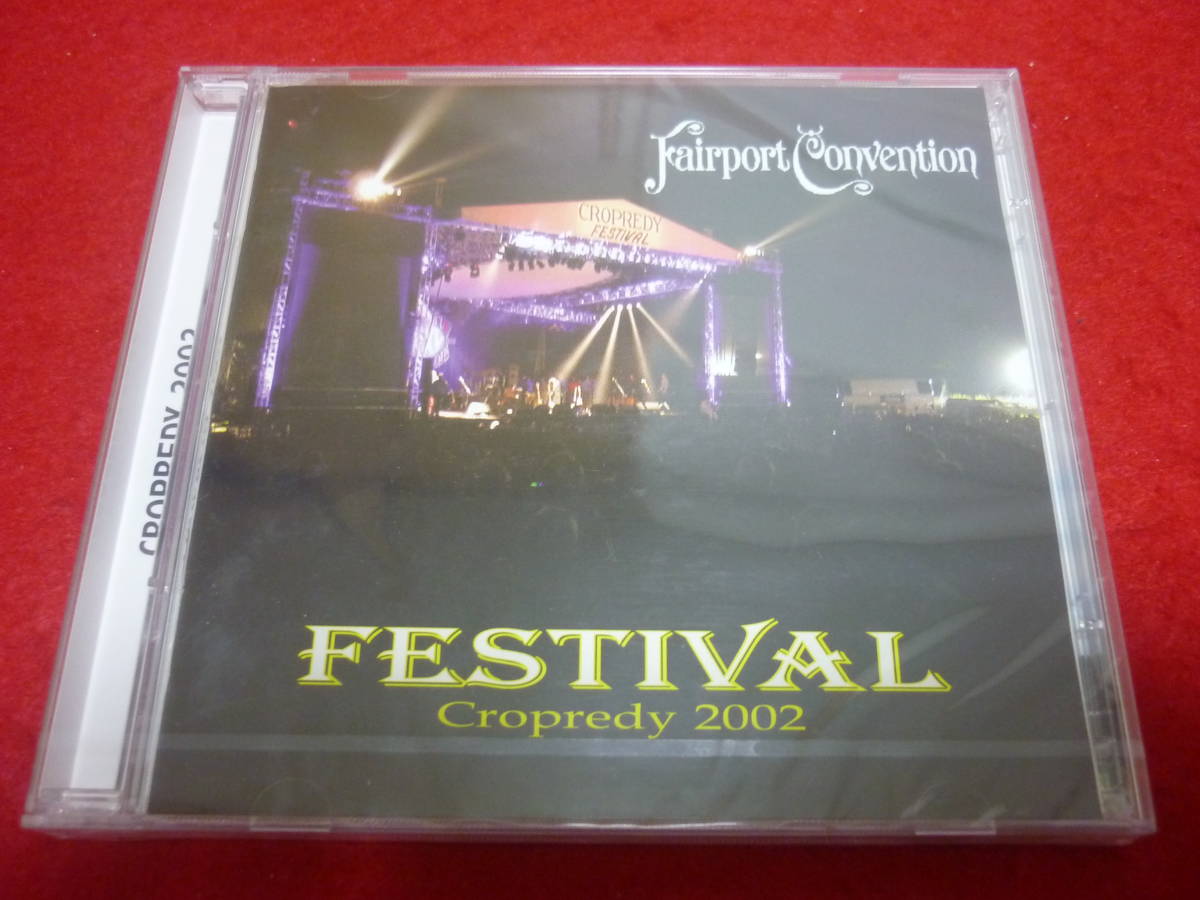 Fairport Convention
CROPREDY
FESTIVAL
CROPREDY 2002
FESTIVAL
Cropredy 2002